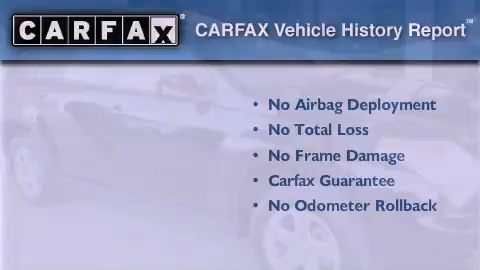 CARFAX® CARFAX Vehicle History Report™
• No Airbag Deployment
• No Total Loss
• No Frame Damage
• Carfax Guarantee
• No Odometer Rollback